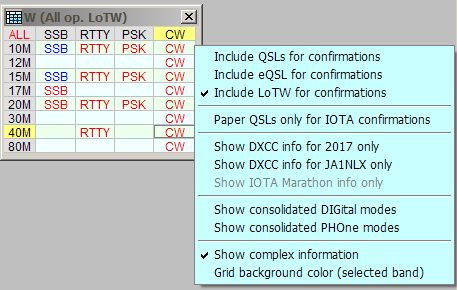 W (All op. LoTW)
ALL SSB RTTY PSK CW
10M SSB RTTY PSK CW
12M CW
15M SSB RTTY PSK CW
17M SSB CW
20M SSB RTTY PSK CW
30M CW
40M RTTY CW
80M CW
Include QSLs for confirmations
Include eQSL for confirmations
Include LoTW for confirmations
Paper QSLs only for IOTA confirmations
Show DXCC info for 2017 only
Show DXCC info for JA1NLX only
Show IOTA Marathon info only
Show consolidated DIGital modes
Show consolidated PHOne modes
Show complex information
Grid background color (selected band)